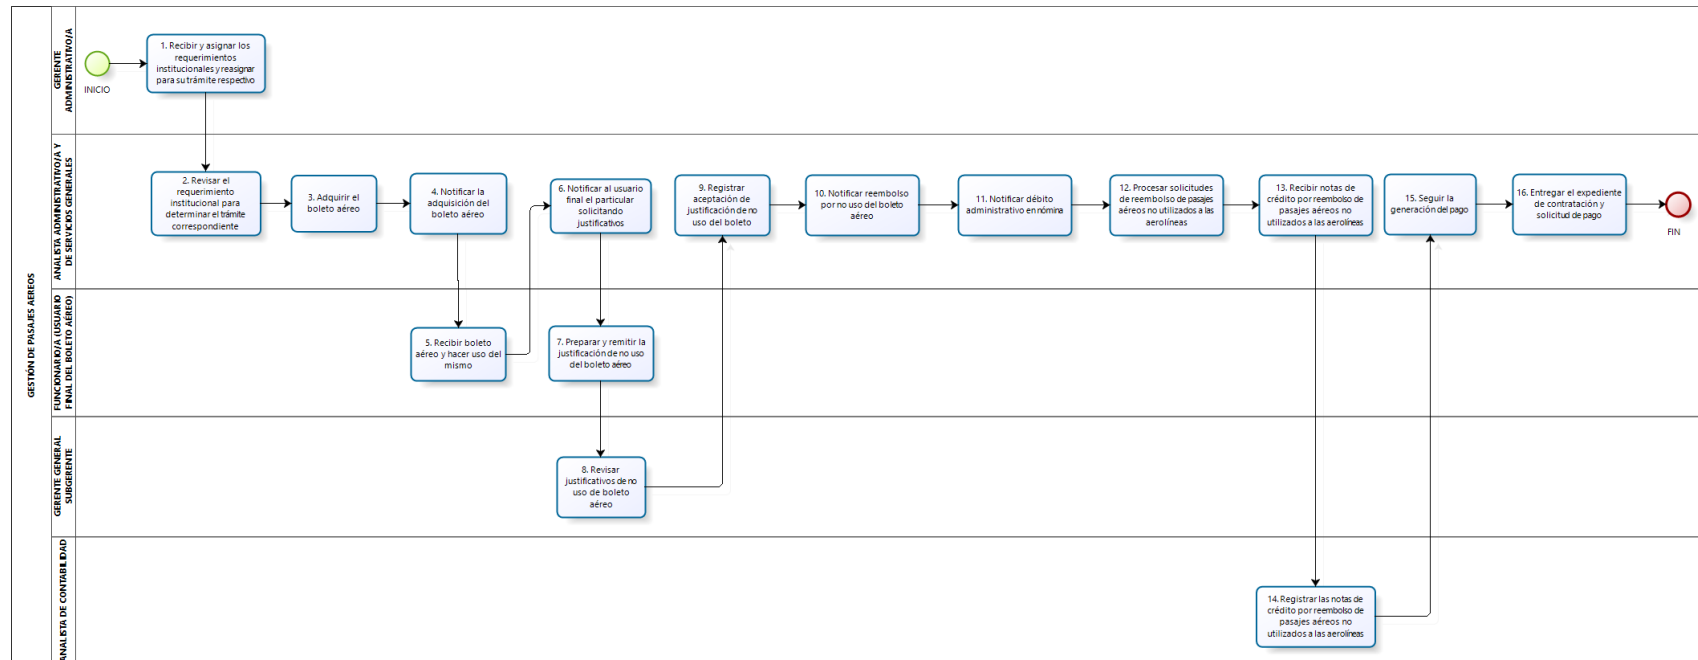 GESTIÓN DE PASAJES AEREOS
GERENTE
ADMINISTRATIVO/A
INICIO
1. Recibir y asignar los
requerimientos
institucionales y reasignar
para su trámite respectivo
ANALISTA ADMINISTRATIVO/A Y
DE SERVICIOS GENERALES
2. Revisar el
requerimiento
institucional para
determinar el trámite
correspondiente
3. Adquirir el
boleto aéreo
4. Notificar la
adquisición del
boleto aéreo
6. Notificar al usuario
final el particular
solicitando
justificativos
9. Registrar
aceptación de
justificación de no
uso del boleto
10. Notificar reembolso
por no uso del boleto
aéreo
11. Notificar débito
administrativo en nómina
12. Procesar solicitudes
de reembolso de pasajes
aéreos no utilizados a las
aerolíneas
13. Recibir notas de
crédito por reembolso de
pasajes aéreos no
utilizados a las aerolíneas
15. Seguir la
generación del pago
16. Entregar el expediente
de contratación y
solicitud de pago
FIN
FUNCIONARIO/A (USUARIO
FINAL DEL BOLETO AÉREO)
5. Recibir boleto
aéreo y hacer uso del
mismo
7. Preparar y remitir la
justificación de no uso
del boleto aéreo
GERENTE GENERAL
SUBGERENTE
8. Revisar
justificativos de no
uso de boleto
aéreo
ANALISTA DE CONTABILIDAD
14. Registrar las notas de
crédito por reembolso de
pasajes aéreos no
utilizados a las aerolíneas